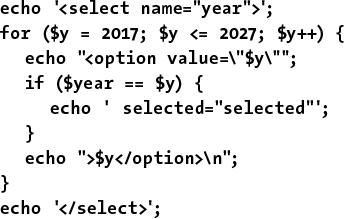 echo '<select name="year">';
for ($y = 2017; $y <= 2027; $y++) {
echo "<option value=\"$y\"";
if ($year == $y) {
echo ' selected="selected"';
}
echo ">$y</option>\n";
}
echo '</select>';